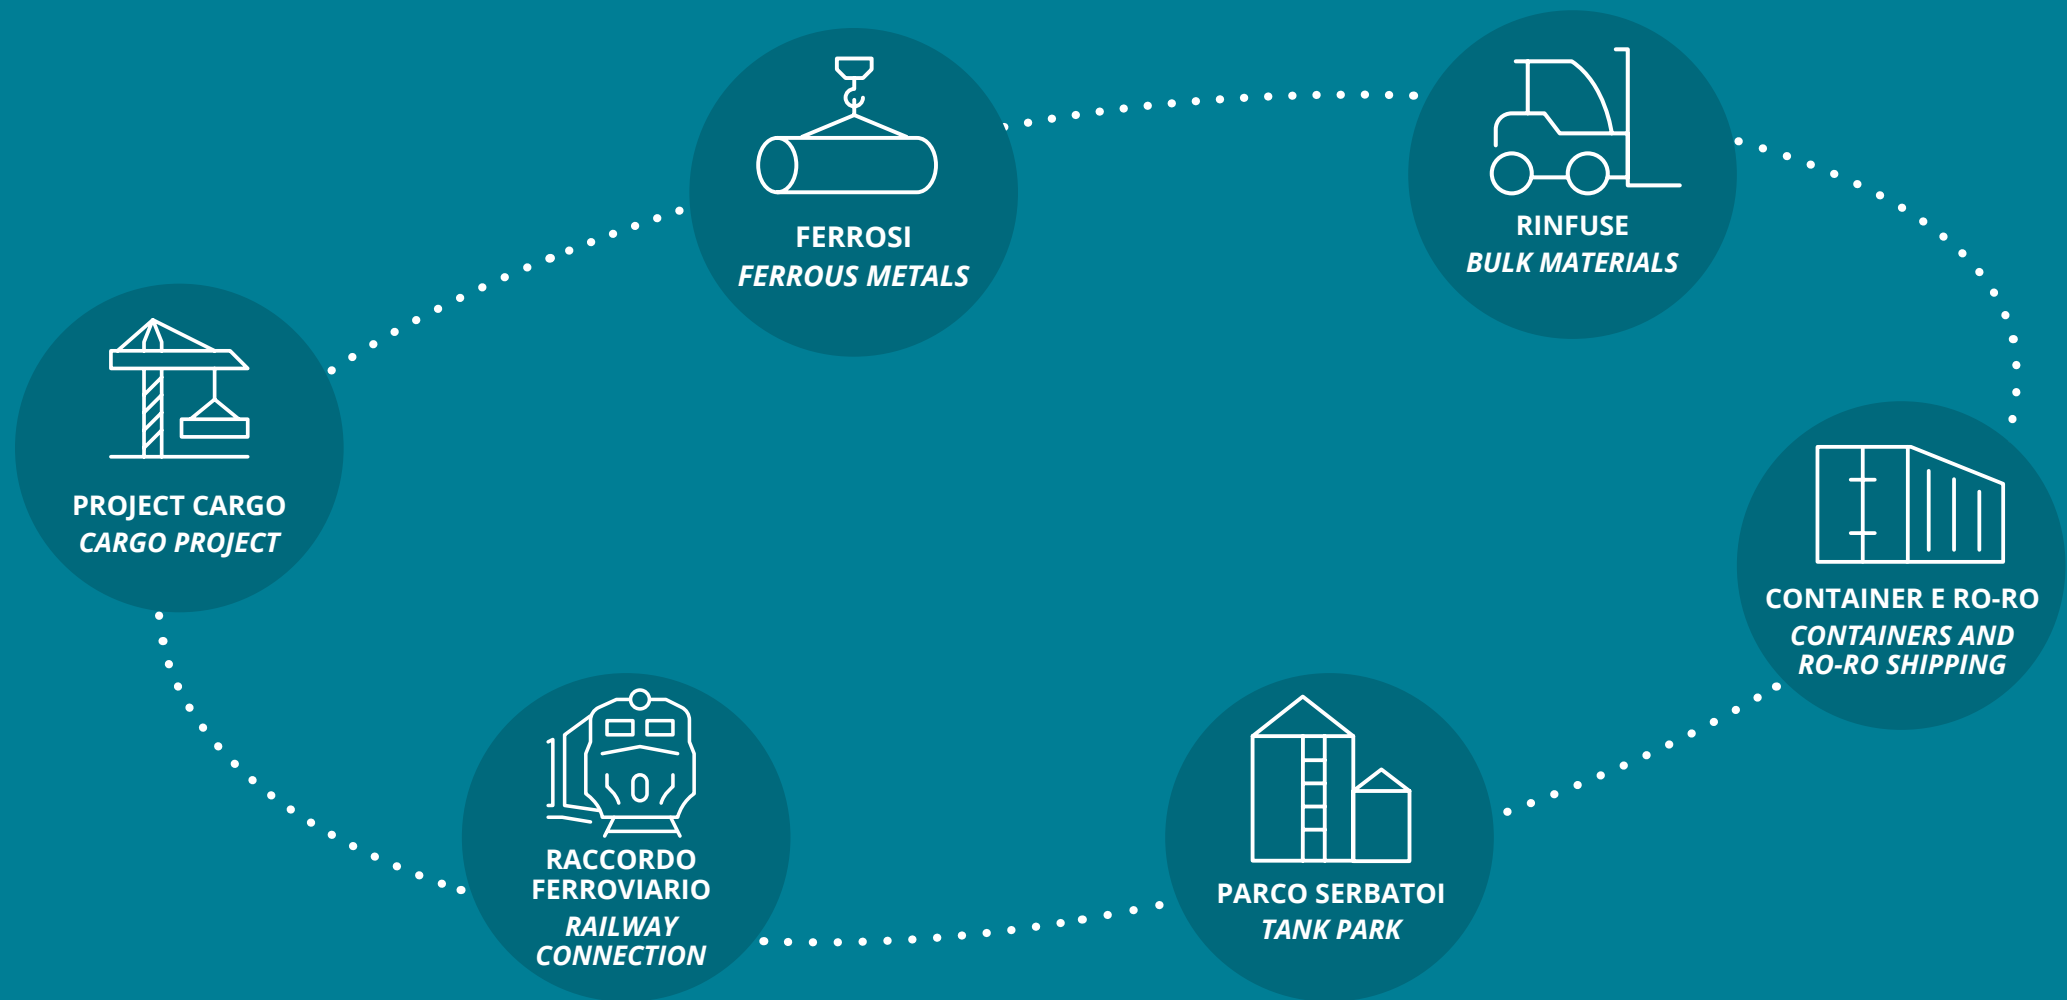 FERROSI
FERROUS METALS
RINFUSE
BULK MATERIALS
PROJECT CARGO
CARGO PROJECT
CONTAINER E RO-RO
CONTAINERS AND
RO-RO SHIPPING
RACCORDO
FERROVIARIO
RAILWAY
CONNECTION
PARCO SERBATOI
TANK PARK